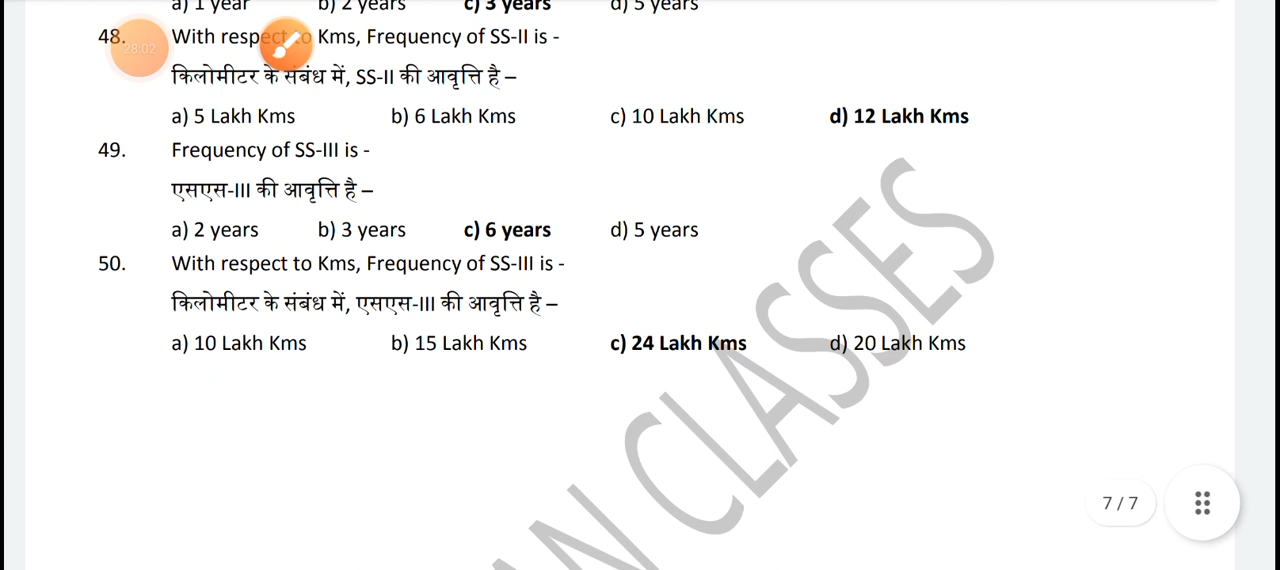 a) 1 year b) 2 years c) 3 years d) 5 years
48. With respect to Kms, Frequency of SS-II is -
28:02
किलोमीटर के संबंध में, SS-II की आवृत्ति है –
a) 5 Lakh Kms b) 6 Lakh Kms c) 10 Lakh Kms d) 12 Lakh Kms
49. Frequency of SS-III is -
एसएस-III की आवृत्ति है –
a) 2 years b) 3 years c) 6 years d) 5 years
50. With respect to Kms, Frequency of SS-III is -
किलोमीटर के संबंध में, एसएस-III की आवृत्ति है –
a) 10 Lakh Kms b) 15 Lakh Kms c) 24 Lakh Kms d) 20 Lakh Kms
CLASSES
7 / 7